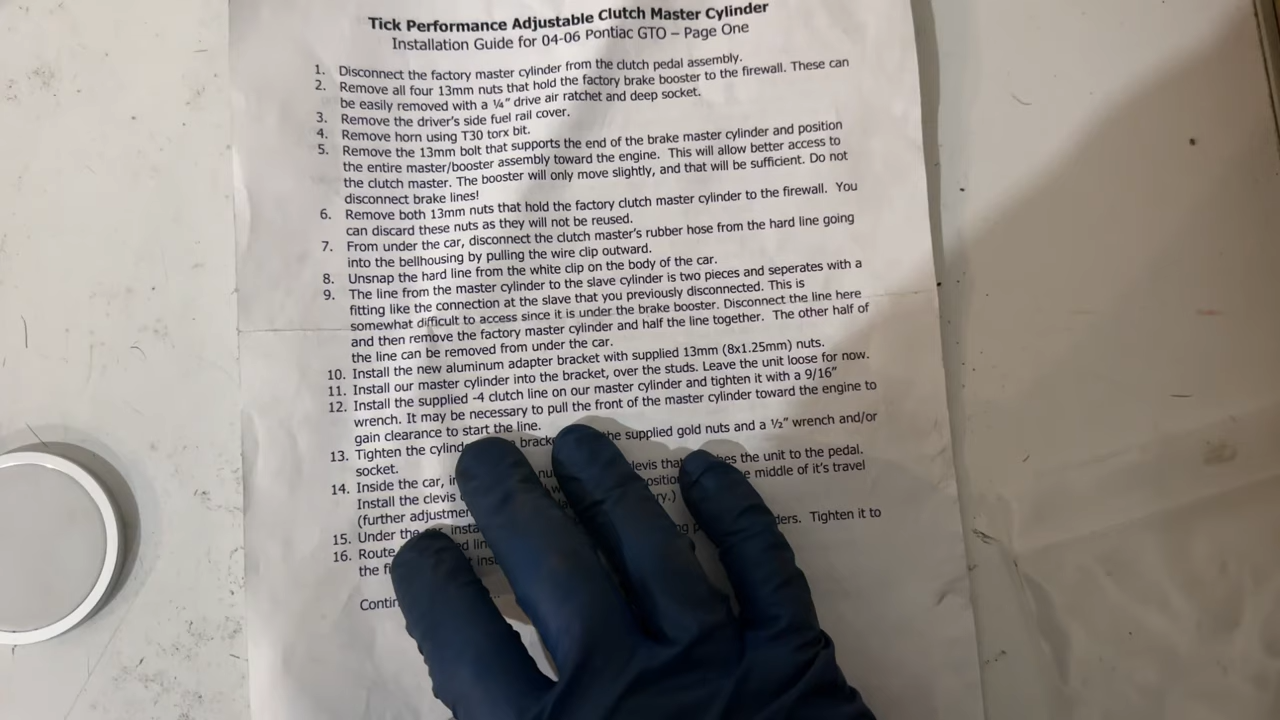 Tick Performance Adjustable Clutch Master Cylinder
Installation Guide for 04-06 Pontiac GTO – Page One
1. Disconnect the factory master cylinder from the clutch pedal assembly.
2. Remove all four 13mm nuts that hold the factory brake booster to the firewall. These can
be easily removed with a ¼" drive air ratchet and deep socket.
3. Remove the driver's side fuel rail cover.
4. Remove horn using T30 torx bit.
5. Remove the 13mm bolt that supports the end of the brake master cylinder and position
the entire master/booster assembly toward the engine. This will allow better access to
the clutch master. The booster will only move slightly, and that will be sufficient. Do not
disconnect brake lines!
6. Remove both 13mm nuts that hold the factory clutch master cylinder to the firewall. You
can discard these nuts as they will not be reused.
7. From under the car, disconnect the clutch master's rubber hose from the hard line going
into the bellhousing by pulling the wire clip outward.
8. Unsnap the hard line from the white clip on the body of the car.
9. The line from the master cylinder to the slave cylinder is two pieces and seperates with a
fitting like the connection at the slave that you previously disconnected. This is
somewhat difficult to access since it is under the brake booster. Disconnect the line here
and then remove the factory master cylinder and half the line together. The other half of
the line can be removed from under the car.
10. Install the new aluminum adapter bracket with supplied 13mm (8x1.25mm) nuts.
11. Install our master cylinder into the bracket, over the studs. Leave the unit loose for now.
12. Install the supplied -4 clutch line on our master cylinder and tighten it with a 9/16"
wrench. It may be necessary to pull the front of the master cylinder toward the engine to
gain clearance to start the line.
13. Tighten the the supplied gold nuts and a ½" wrench and/or
socket.
14. Inside the car, the unit to the pedal.
Install the clevis middle of it's travel
(further
15. Under the
16. Route Tighten it to
the